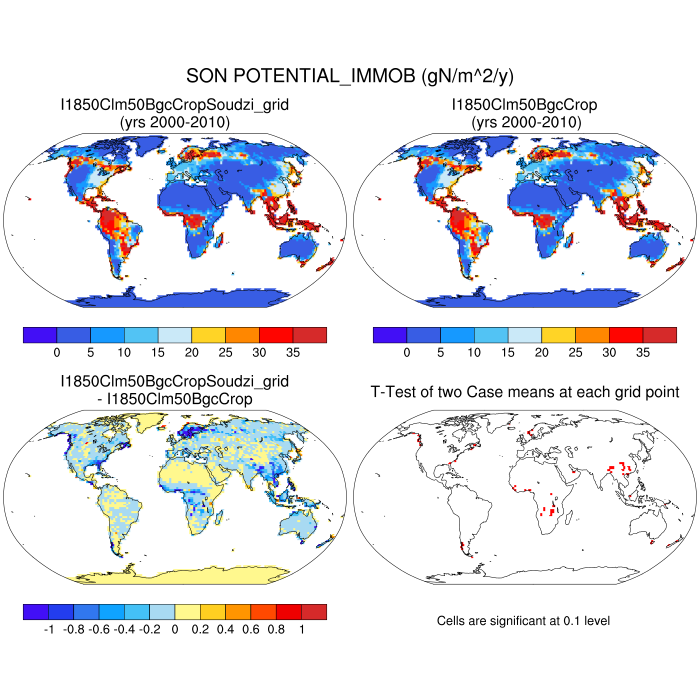 SON POTENTIAL_IMMOB (gN/m^2/y)
I1850Clm50BgcCropSoudzi_grid
(yrs 2000-2010)
I1850Clm50BgcCrop
(yrs 2000-2010)
0 5 10 15 20 25 30 35
0 5 10 15 20 25 30 35
I1850Clm50BgcCropSoudzi_grid
- I1850Clm50BgcCrop
T-Test of two Case means at each grid point
-1 -0.8 -0.6 -0.4 -0.2 0 0.2 0.4 0.6 0.8 1
Cells are significant at 0.1 level